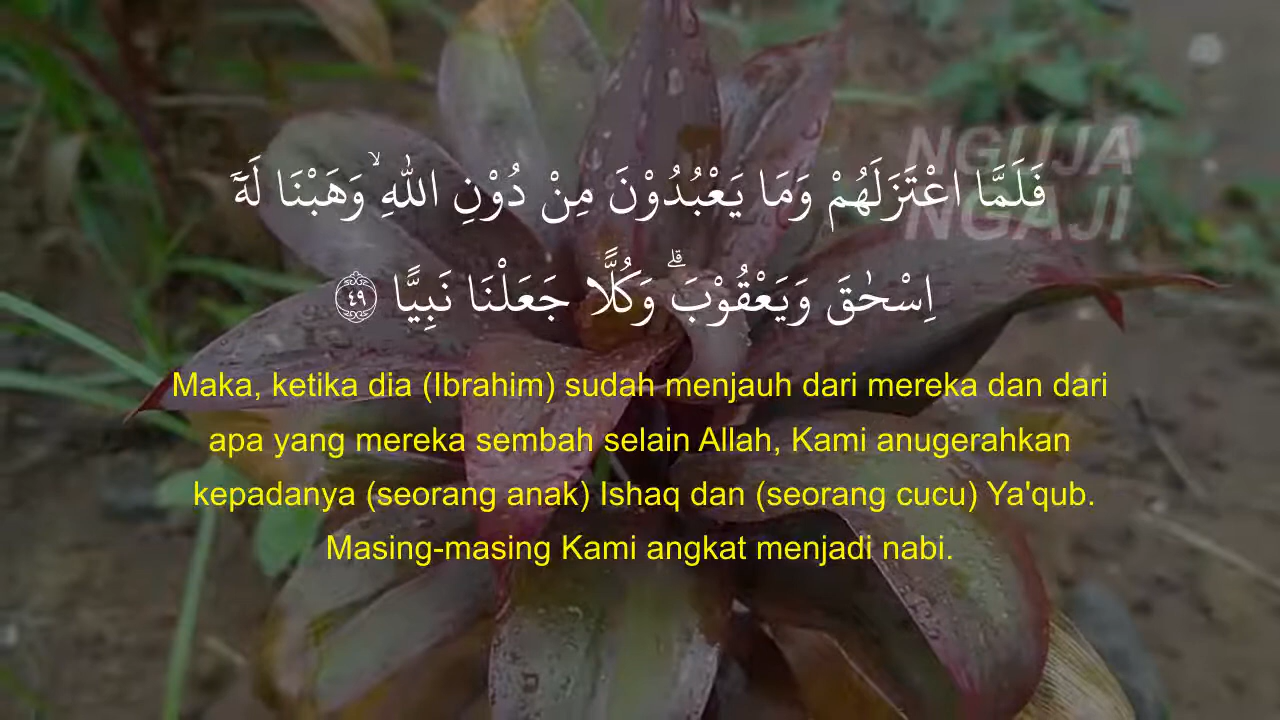 NGUJA
NGAJI
فَلَمَّا اعْتَزَلَهُمْ وَمَا يَعْبُدُوْنَ مِنْ دُوْنِ اللّٰهِ ۙوَهَبْنَا لَهٗٓ
اِسْحٰقَ وَيَعْقُوْبَۗ وَكُلًّا جَعَلْنَا نَبِيًّا ٤٩
Maka, ketika dia (Ibrahim) sudah menjauh dari mereka dan dari
apa yang mereka sembah selain Allah, Kami anugerahkan
kepadanya (seorang anak) Ishaq dan (seorang cucu) Ya'qub.
Masing-masing Kami angkat menjadi nabi.